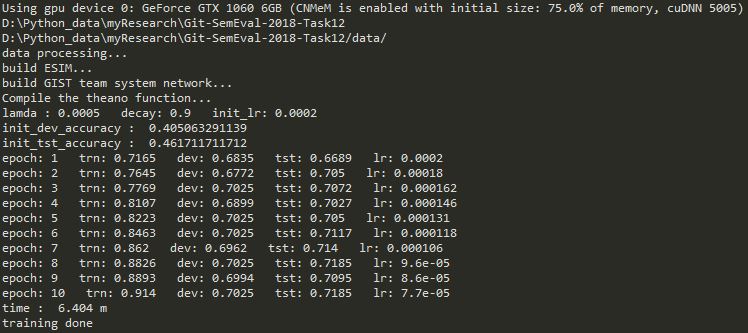 Using gpu device 0: GeForce GTX 1060 6GB (CNMeM is enabled with initial size: 75.0% of memory, cuDNN 5005)
D:\Python_data\myResearch\Git-SemEval-2018-Task12
D:\Python_data\myResearch\Git-SemEval-2018-Task12/data/
data processing...
build ESIM...
build GIST team system network...
Compile the theano function...
lamda : 0.0005   decay: 0.9   init_lr: 0.0002
init_dev_accuracy :  0.405063291139
init_tst_accuracy :  0.461711711712
epoch: 1   trn: 0.7165   dev: 0.6835   tst: 0.6689   lr: 0.0002
epoch: 2   trn: 0.7645   dev: 0.6772   tst: 0.705   lr: 0.00018
epoch: 3   trn: 0.7769   dev: 0.7025   tst: 0.7072   lr: 0.000162
epoch: 4   trn: 0.8107   dev: 0.6899   tst: 0.7027   lr: 0.000146
epoch: 5   trn: 0.8223   dev: 0.7025   tst: 0.705   lr: 0.000131
epoch: 6   trn: 0.8463   dev: 0.7025   tst: 0.7117   lr: 0.000118
epoch: 7   trn: 0.862   dev: 0.6962   tst: 0.714   lr: 0.000106
epoch: 8   trn: 0.8826   dev: 0.7025   tst: 0.7185   lr: 9.6e-05
epoch: 9   trn: 0.8893   dev: 0.6994   tst: 0.7095   lr: 8.6e-05
epoch: 10   trn: 0.914   dev: 0.7025   tst: 0.7185   lr: 7.7e-05
time :  6.404 m
training done